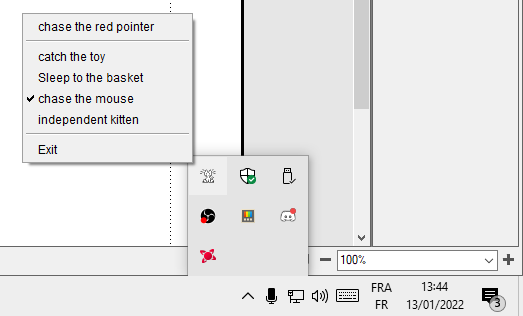 chase the red pointer
catch the toy
Sleep to the basket
chase the mouse
independent kitten
Exit
100%
FRA
FR
13:44
13/01/2022
3